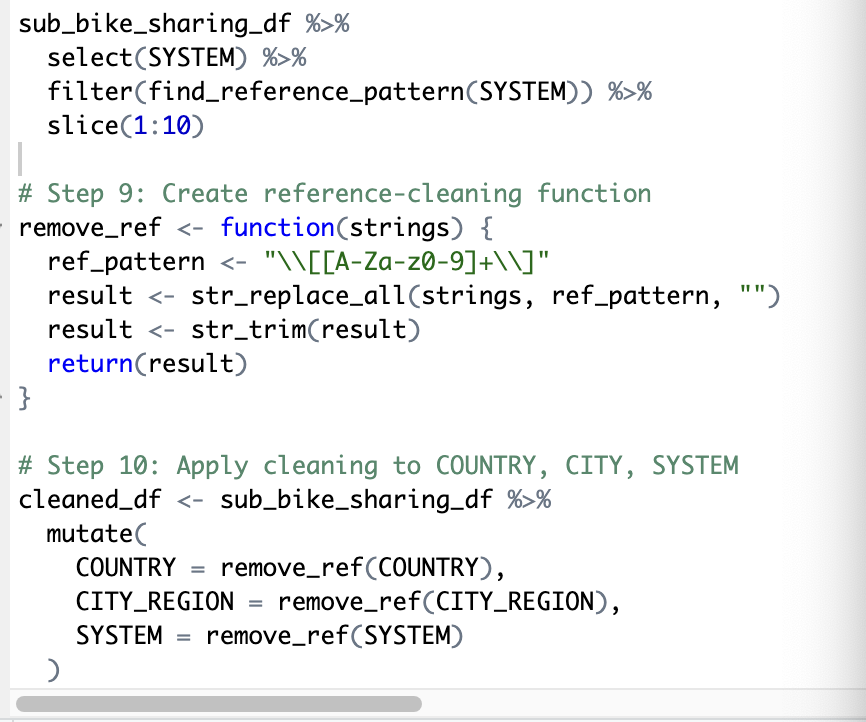 sub_bike_sharing_df %>%
  select(SYSTEM) %>%
  filter(find_reference_pattern(SYSTEM)) %>%
  slice(1:10)

# Step 9: Create reference-cleaning function
remove_ref <- function(strings) {
  ref_pattern <- "\\[[A-Za-z0-9]+\\]"
  result <- str_replace_all(strings, ref_pattern, "")
  result <- str_trim(result)
  return(result)
}

# Step 10: Apply cleaning to COUNTRY, CITY, SYSTEM
cleaned_df <- sub_bike_sharing_df %>%
  mutate(
    COUNTRY = remove_ref(COUNTRY),
    CITY_REGION = remove_ref(CITY_REGION),
    SYSTEM = remove_ref(SYSTEM)
  )